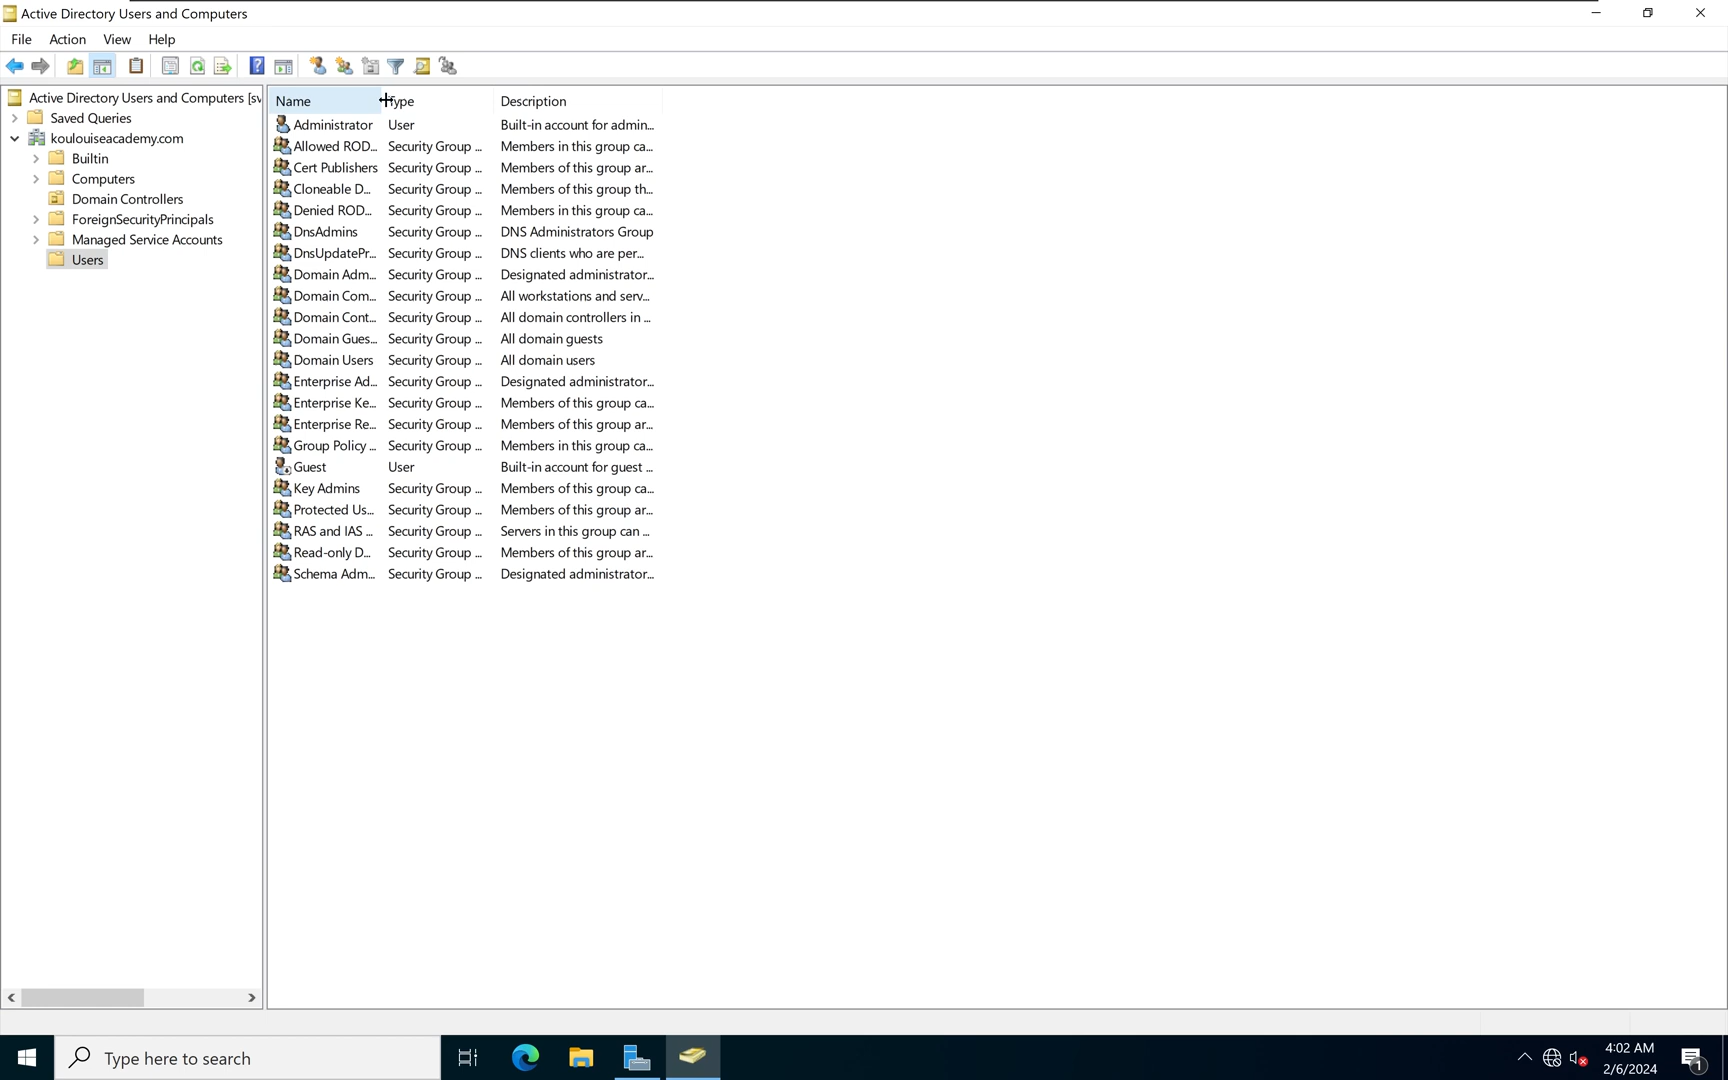 Active Directory Users and Computers
File Action View Help
Active Directory Users and Computers [sv
Saved Queries
koulouiseacademy.com
Builtin
Computers
Domain Controllers
ForeignSecurityPrincipals
Managed Service Accounts
Users
Name Type Description
Administrator User Built-in account for admin...
Allowed ROD... Security Group ... Members in this group ca...
Cert Publishers Security Group ... Members of this group ar...
Cloneable D... Security Group ... Members of this group th...
Denied ROD... Security Group ... Members in this group ca...
DnsAdmins Security Group ... DNS Administrators Group
DnsUpdatePr... Security Group ... DNS clients who are per...
Domain Adm... Security Group ... Designated administrator...
Domain Com... Security Group ... All workstations and serv...
Domain Cont... Security Group ... All domain controllers in ...
Domain Gues... Security Group ... All domain guests
Domain Users Security Group ... All domain users
Enterprise Ad... Security Group ... Designated administrator...
Enterprise Ke... Security Group ... Members of this group ca...
Enterprise Re... Security Group ... Members of this group ar...
Group Policy ... Security Group ... Members in this group ca...
Guest User Built-in account for guest ...
Key Admins Security Group ... Members of this group ca...
Protected Us... Security Group ... Members of this group ar...
RAS and IAS ... Security Group ... Servers in this group can ...
Read-only D... Security Group ... Members of this group ar...
Schema Adm... Security Group ... Designated administrator...
Type here to search
4:02 AM
2/6/2024
1